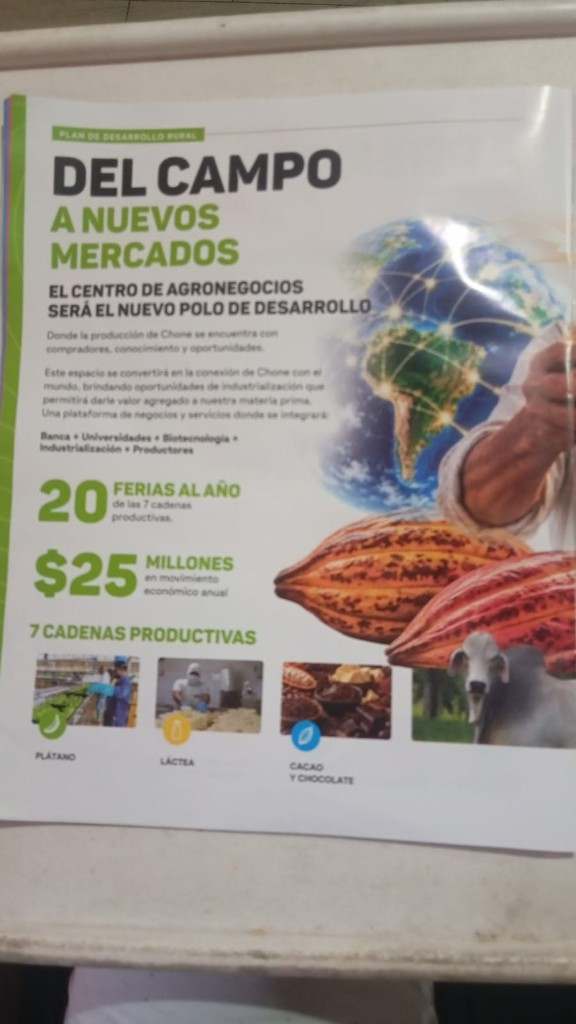 PLAN DE DESARROLLO RURAL
DEL CAMPO
A NUEVOS
MERCADOS
EL CENTRO DE AGRONEGOCIOS
SERÁ EL NUEVO POLO DE DESARROLLO
Donde la producción de Chone se encuentra con
compradores, conocimiento y oportunidades.
Este espacio se convertirá en la conexión de Chone con el
mundo, brindando oportunidades de industrialización que
permitirá darle valor agregado a nuestra materia prima.
Una plataforma de negocios y servicios donde se integrará:
Banca + Universidades + Biotecnología +
Industrialización + Productores
20 FERIAS AL AÑO
de las 7 cadenas
productivas.
$25 MILLONES
en movimiento
económico anual
7 CADENAS PRODUCTIVAS
PLÁTANO
LÁCTEA
CACAO
Y CHOCOLATE